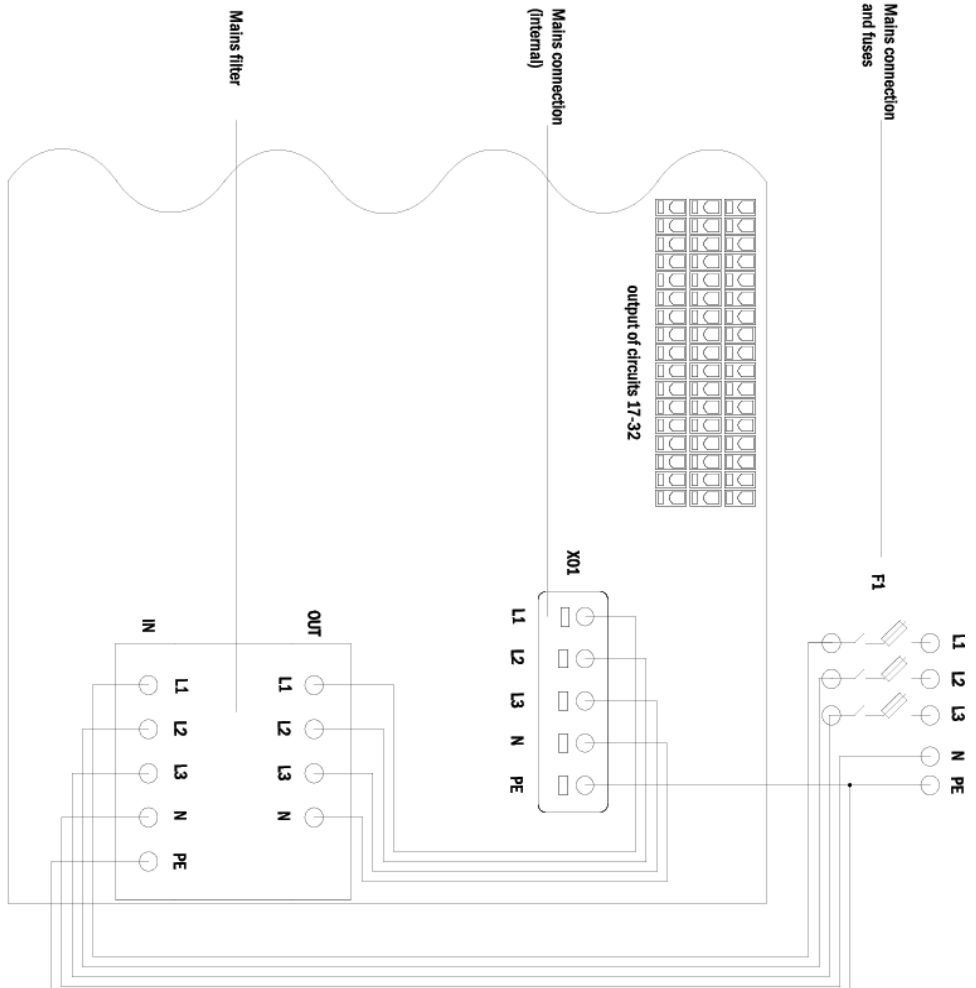 Mains connection
and fuses
Mains connection
(internal)
Mains filter
output of circuits 17-32
F1
L1
L2
L3
N
PE
X01
L1
L2
L3
N
PE
OUT
L1
L2
L3
N
IN
L1
L2
L3
N
PE